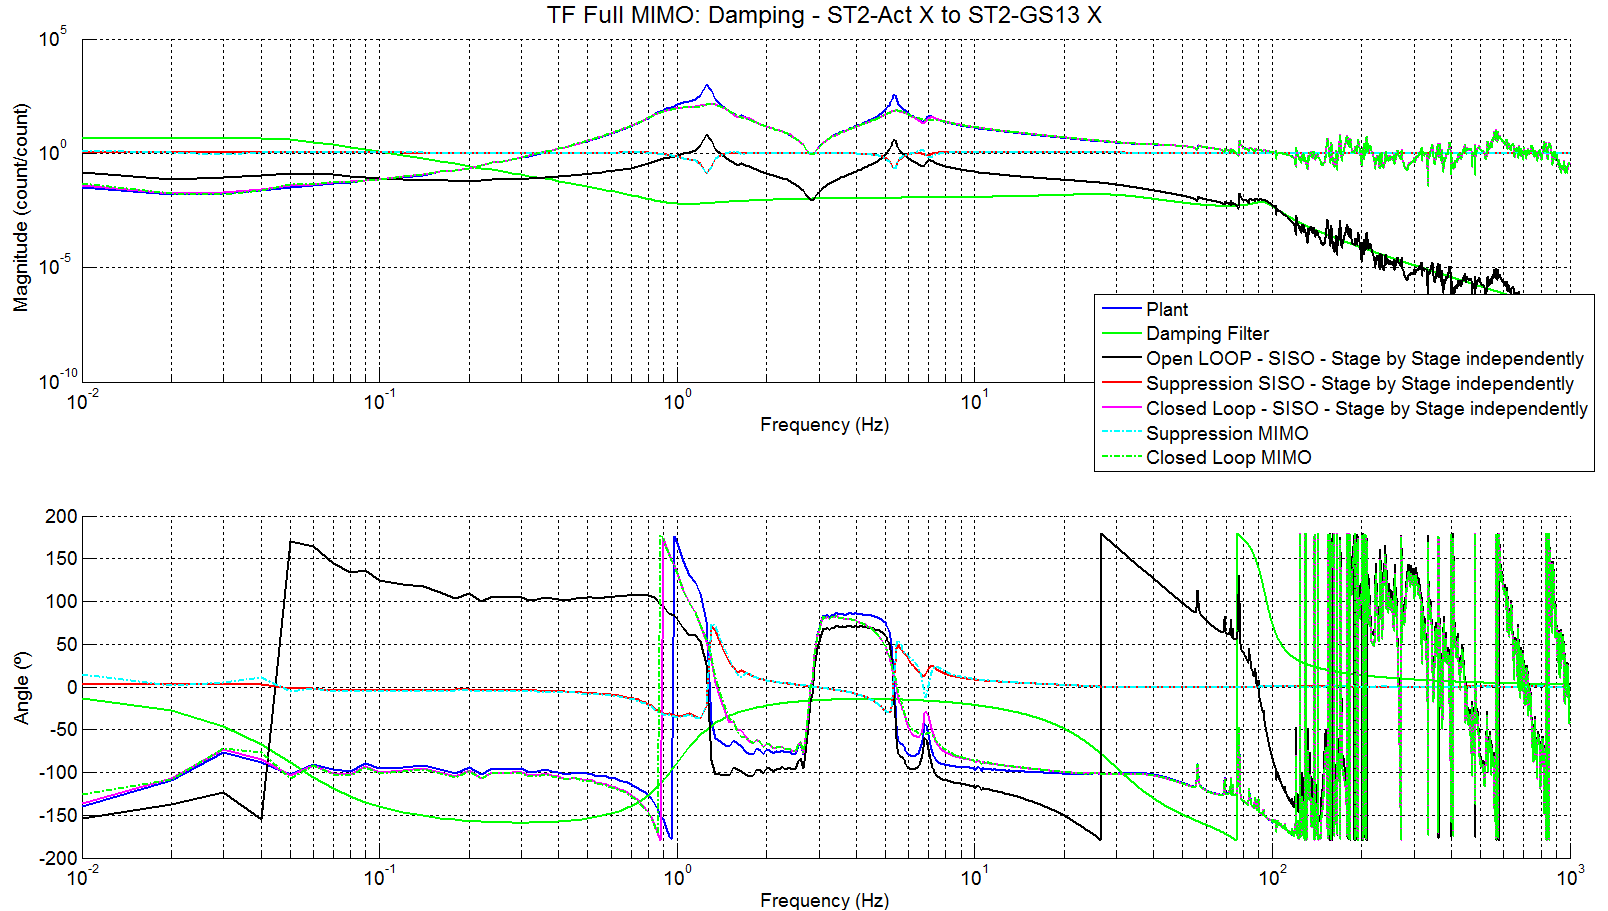 TF Full MIMO: Damping - ST2-Act X to ST2-GS13 X
10^5
10^0
10^-5
10^-10
Magnitude (count/count)
10^-2 10^-1 10^0 10^1
Frequency (Hz)
Plant
Damping Filter
Open LOOP - SISO - Stage by Stage independently
Suppression SISO - Stage by Stage independently
Closed Loop - SISO - Stage by Stage independently
Suppression MIMO
Closed Loop MIMO
200
150
100
50
0
-50
-100
-150
-200
Angle (º)
10^-2 10^-1 10^0 10^1 10^2 10^3
Frequency (Hz)